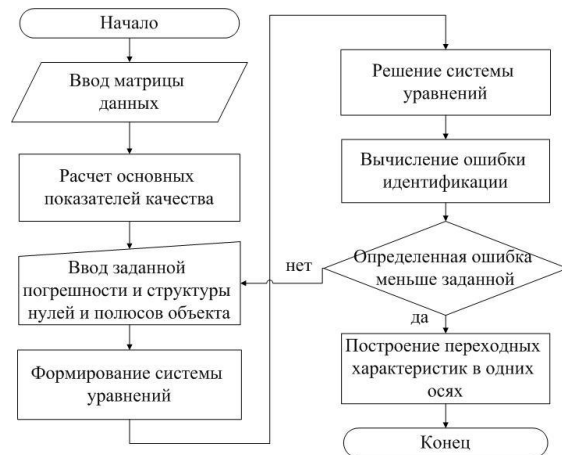 Начало
Ввод матрицы
данных
Расчет основных
показателей качества
Ввод заданной
погрешности и структуры
нулей и полюсов объекта
Формирование системы
уравнений
Решение системы
уравнений
Вычисление ошибки
идентификации
Определенная ошибка
меньше заданной
нет
да
Построение переходных
характеристик в одних
осях
Конец